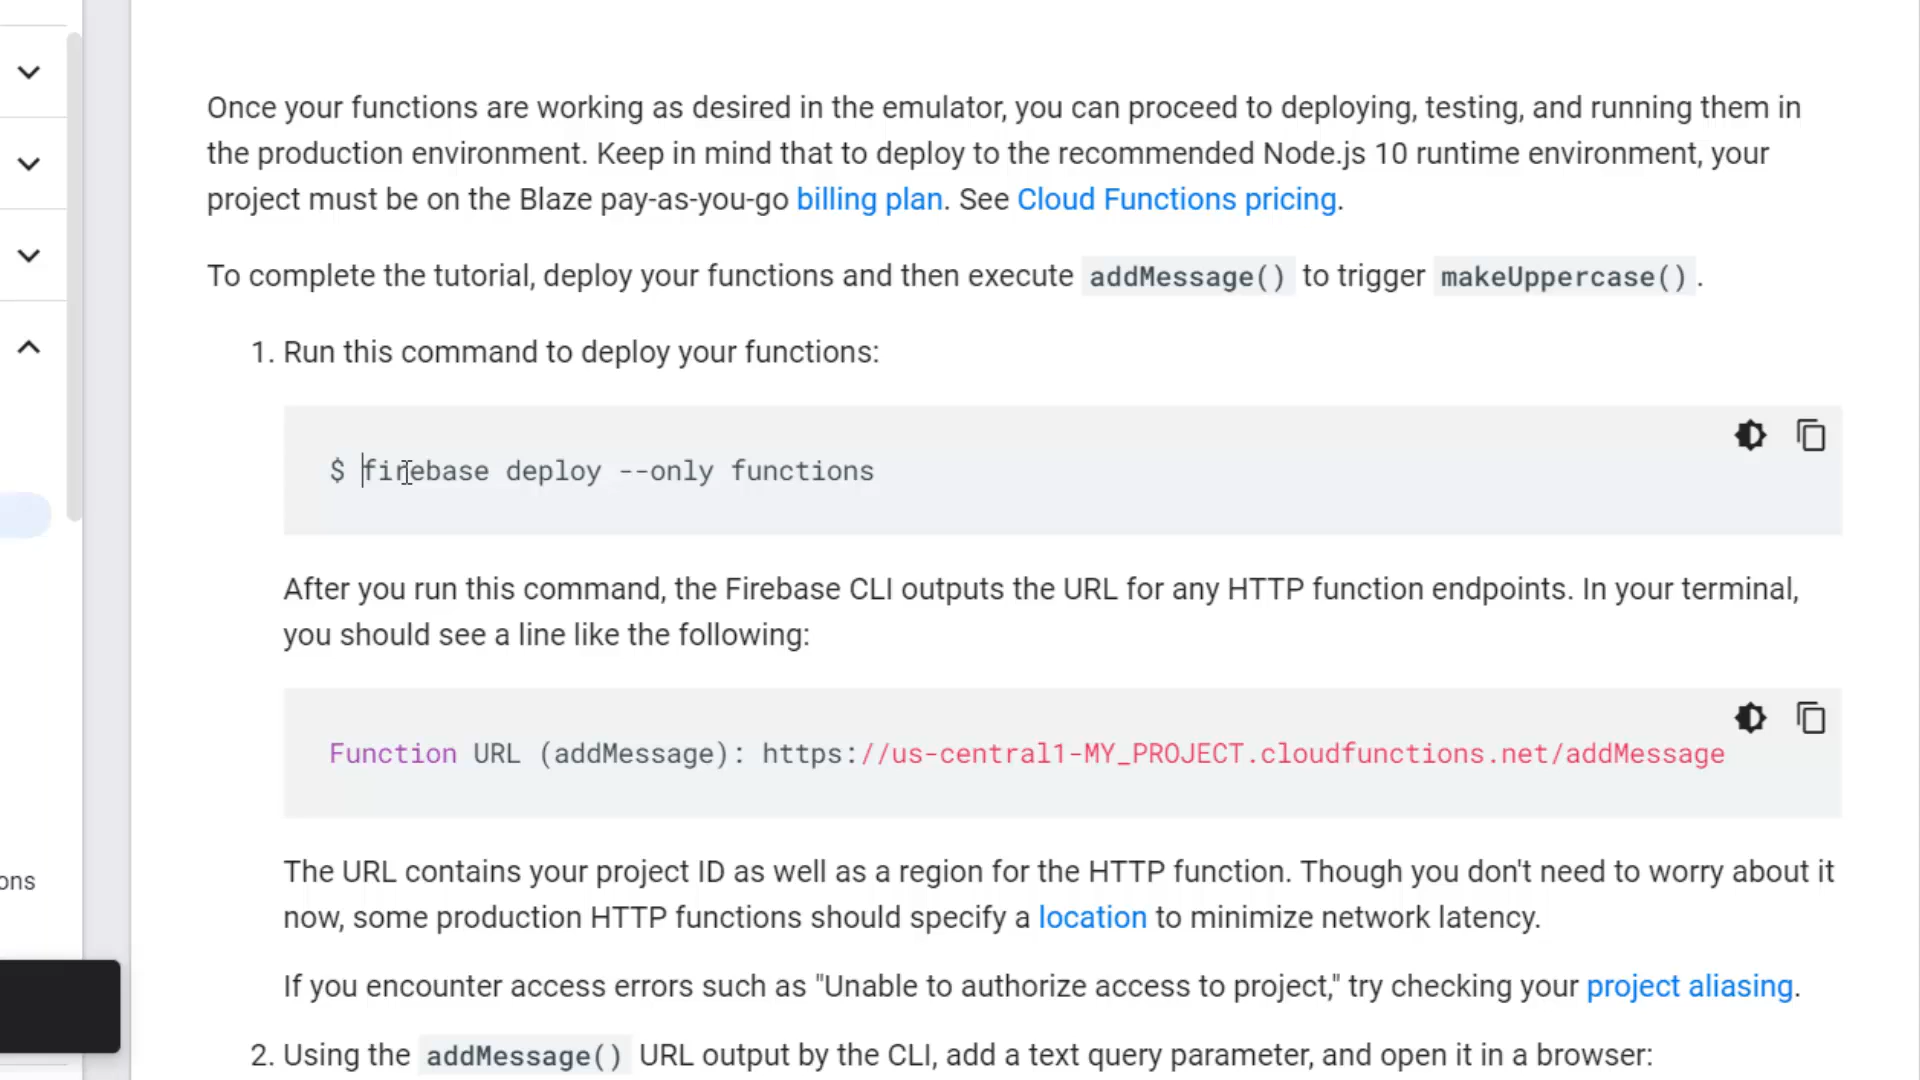 Once your functions are working as desired in the emulator, you can proceed to deploying, testing, and running them in
the production environment. Keep in mind that to deploy to the recommended Node.js 10 runtime environment, your
project must be on the Blaze pay-as-you-go billing plan. See Cloud Functions pricing.
To complete the tutorial, deploy your functions and then execute addMessage() to trigger makeUppercase().
1. Run this command to deploy your functions:
$ firebase deploy --only functions
After you run this command, the Firebase CLI outputs the URL for any HTTP function endpoints. In your terminal,
you should see a line like the following:
Function URL (addMessage): https://us-central1-MY_PROJECT.cloudfunctions.net/addMessage
ons
The URL contains your project ID as well as a region for the HTTP function. Though you don't need to worry about it
now, some production HTTP functions should specify a location to minimize network latency.
If you encounter access errors such as "Unable to authorize access to project," try checking your project aliasing.
2. Using the addMessage() URL output by the CLI, add a text query parameter, and open it in a browser: